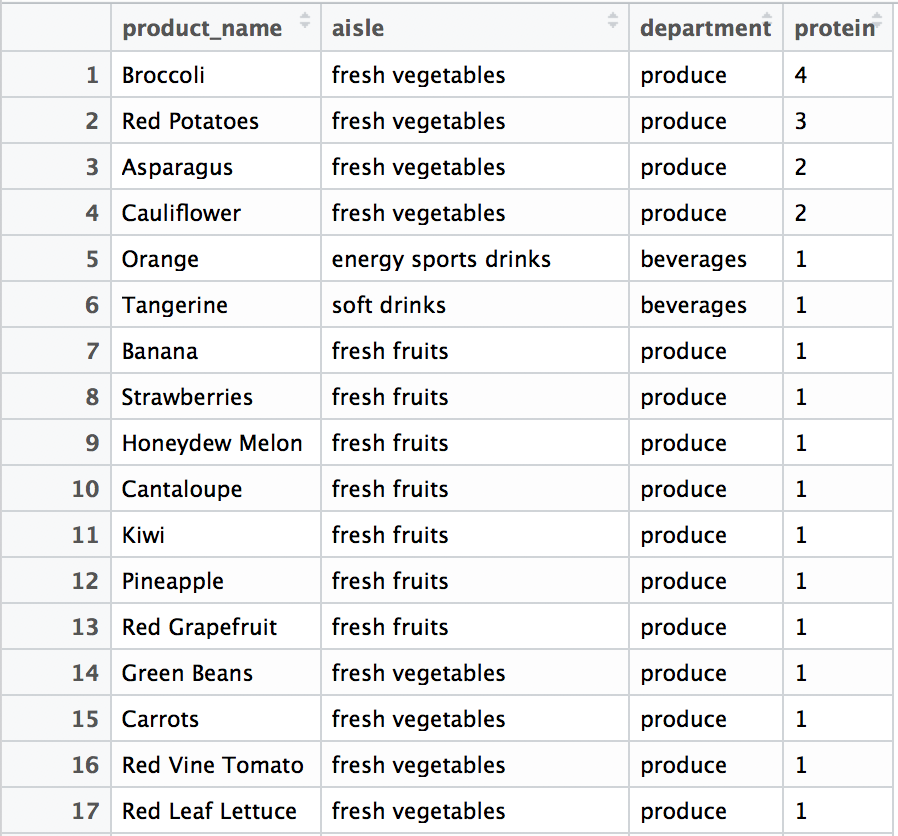 product_name aisle department protein
1 Broccoli fresh vegetables produce 4
2 Red Potatoes fresh vegetables produce 3
3 Asparagus fresh vegetables produce 2
4 Cauliflower fresh vegetables produce 2
5 Orange energy sports drinks beverages 1
6 Tangerine soft drinks beverages 1
7 Banana fresh fruits produce 1
8 Strawberries fresh fruits produce 1
9 Honeydew Melon fresh fruits produce 1
10 Cantaloupe fresh fruits produce 1
11 Kiwi fresh fruits produce 1
12 Pineapple fresh fruits produce 1
13 Red Grapefruit fresh fruits produce 1
14 Green Beans fresh vegetables produce 1
15 Carrots fresh vegetables produce 1
16 Red Vine Tomato fresh vegetables produce 1
17 Red Leaf Lettuce fresh vegetables produce 1